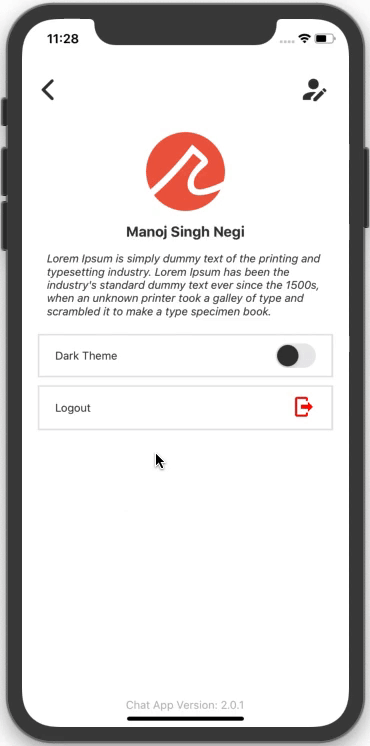 11:28
Manoj Singh Negi
Lorem Ipsum is simply dummy text of the printing and
typesetting industry. Lorem Ipsum has been the
industry's standard dummy text ever since the 1500s,
when an unknown printer took a galley of type and
scrambled it to make a type specimen book.
Dark Theme
Logout
Chat App Version: 2.0.1